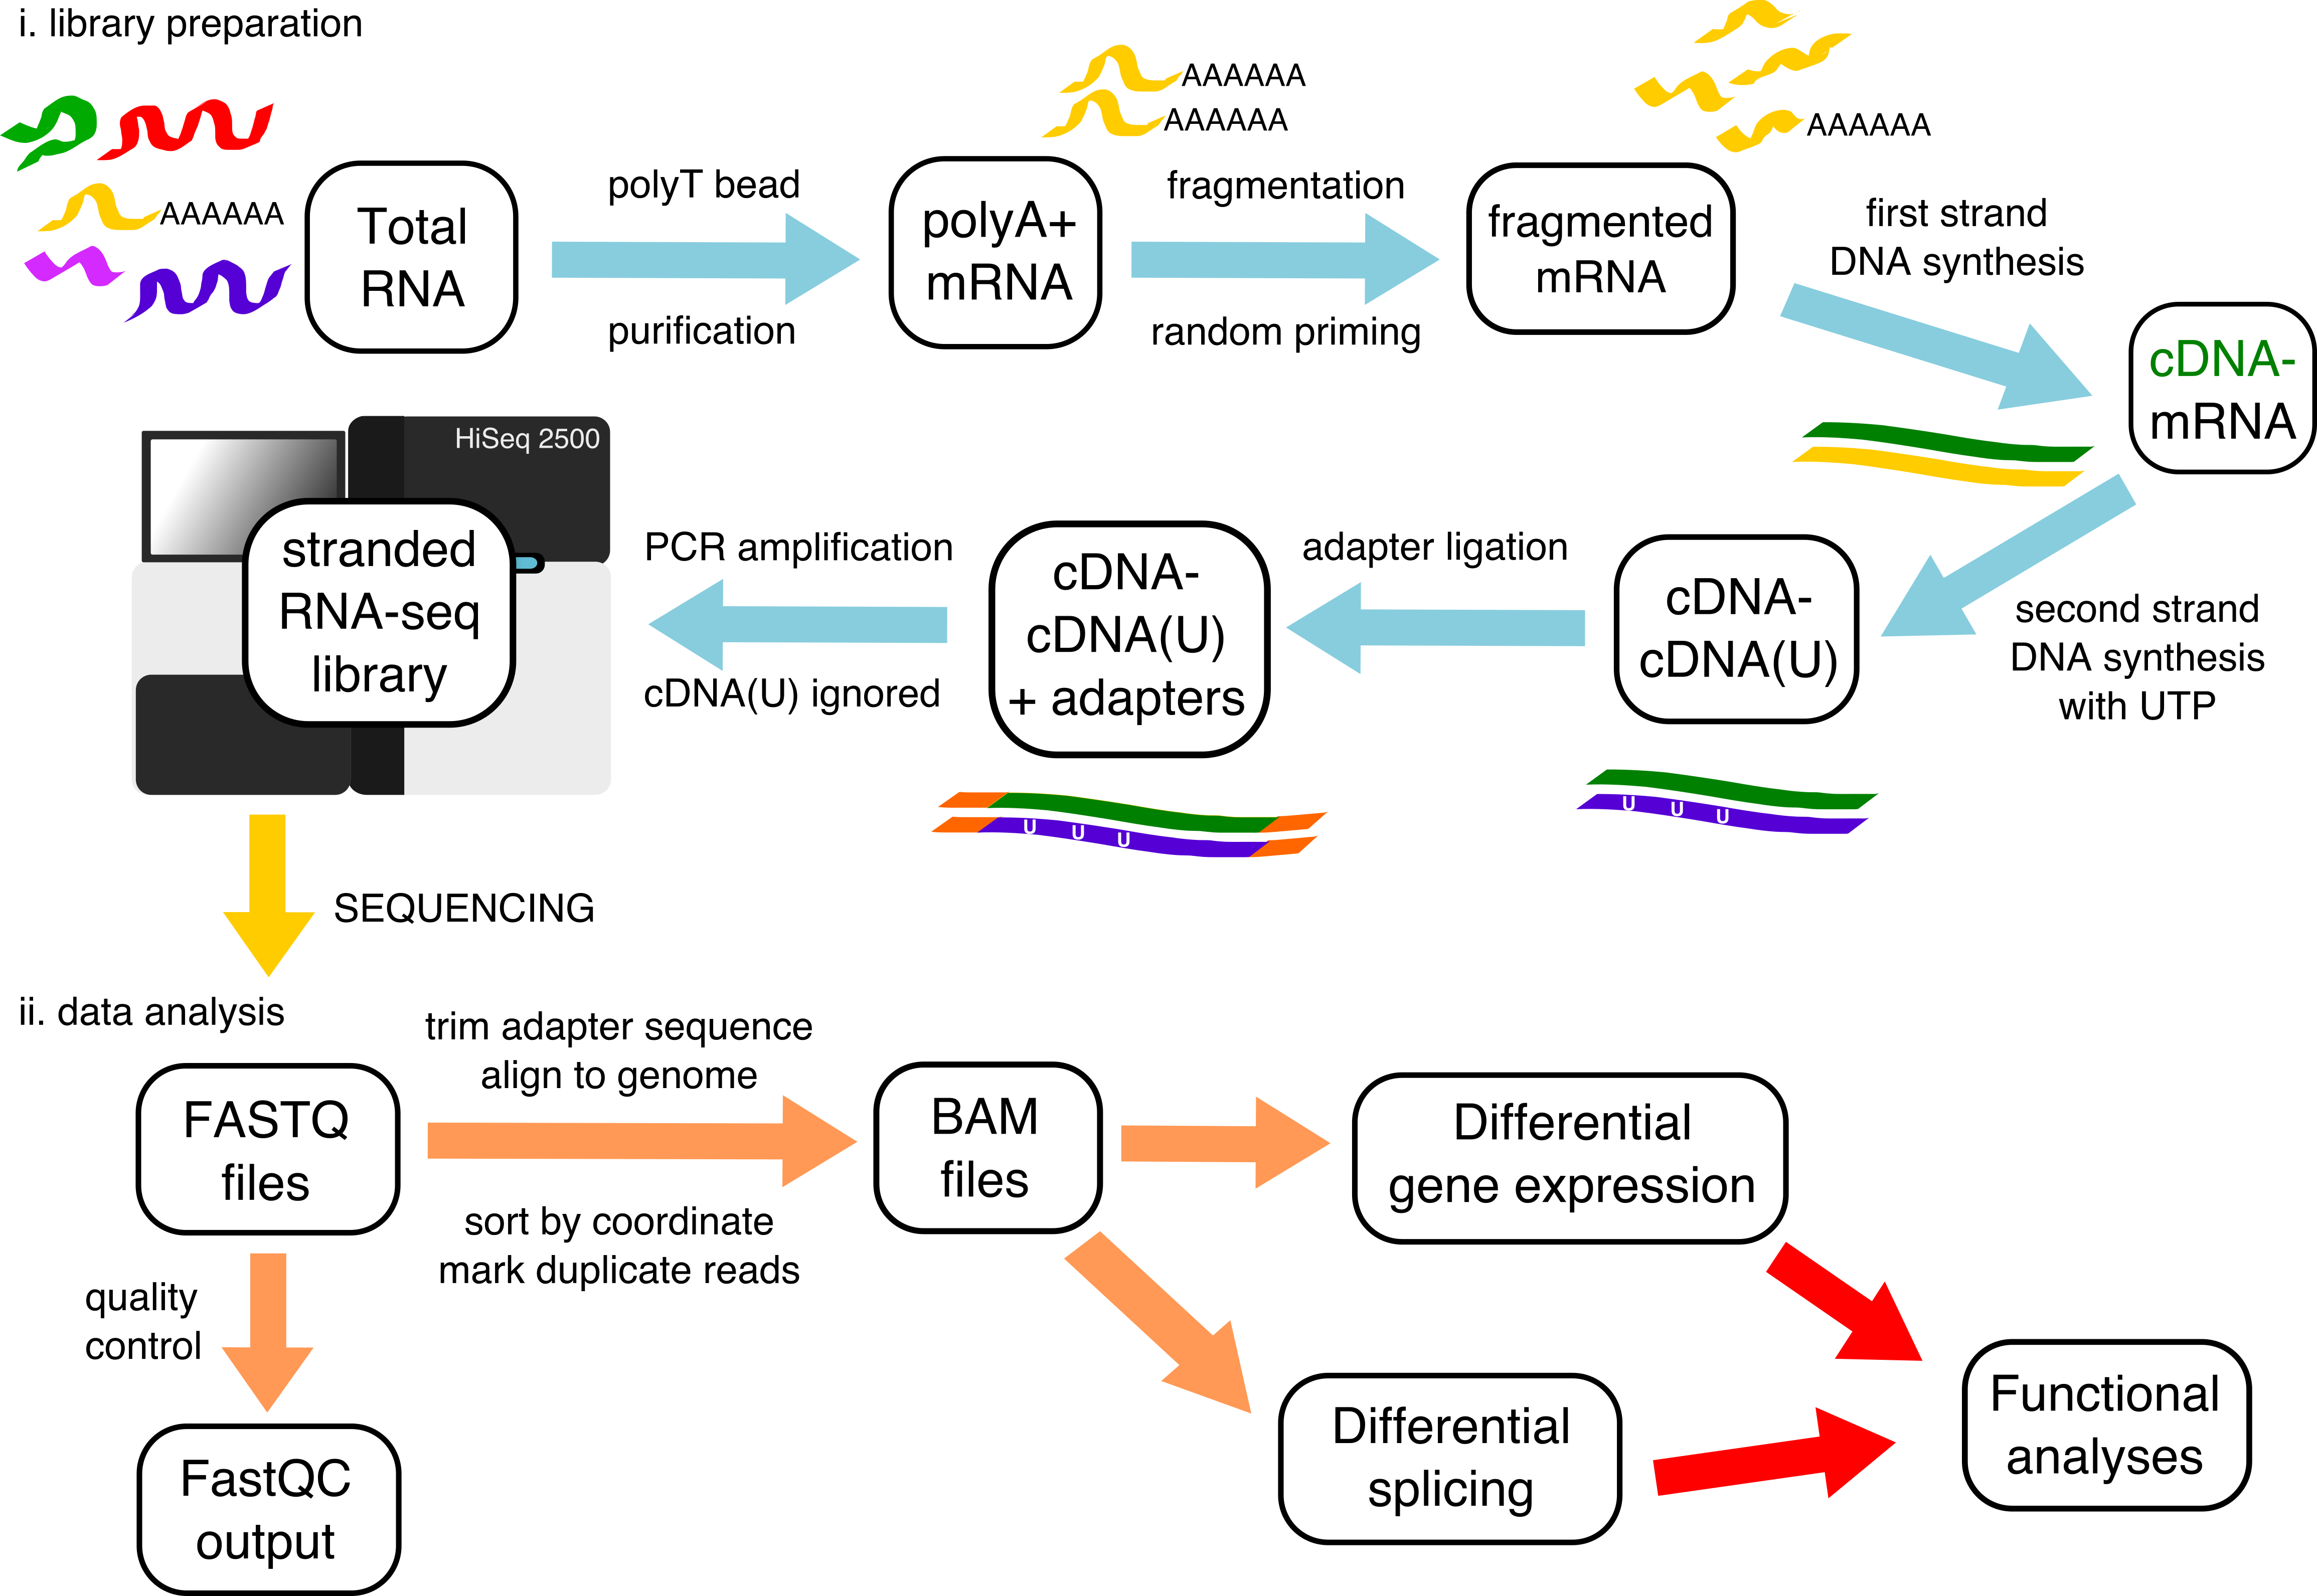 i. library preparation
AAAAAA
AAAAAA
AAAAAA
AAAAAA
Total
RNA
polyT bead
purification
polyA+
mRNA
fragmentation
random priming
fragmented
mRNA
first strand
DNA synthesis
cDNA-
mRNA
second strand
DNA synthesis
with UTP
cDNA-
cDNA(U)
U U U
adapter ligation
cDNA-
cDNA(U)
+ adapters
U U U
PCR amplification
cDNA(U) ignored
HiSeq 2500
stranded
RNA-seq
library
SEQUENCING
ii. data analysis
FASTQ
files
trim adapter sequence
align to genome
sort by coordinate
mark duplicate reads
BAM
files
Differential
gene expression
quality
control
FastQC
output
Differential
splicing
Functional
analyses